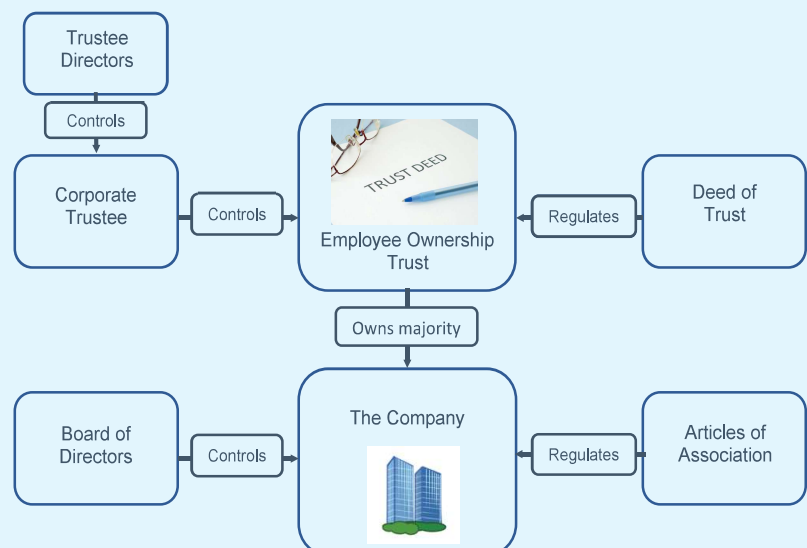 Trustee
Directors
Controls
Corporate
Trustee
Controls
TRUST DEED
Employee Ownership
Trust
Regulates
Deed of
Trust
Owns majority
Board of
Directors
Controls
The Company
Regulates
Articles of
Association